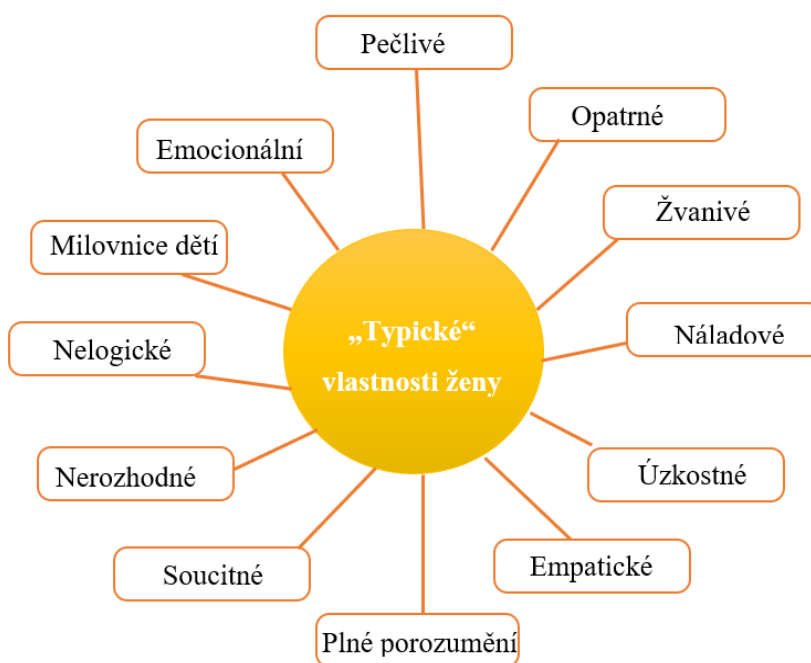 Pečlivé
Opatrné
Emocionální
Žvanivé
Milovnice dětí
„Typické“
vlastnosti ženy
Náladové
Nelogické
Nerozhodné
Úzkostné
Empatické
Soucitné
Plné porozumění